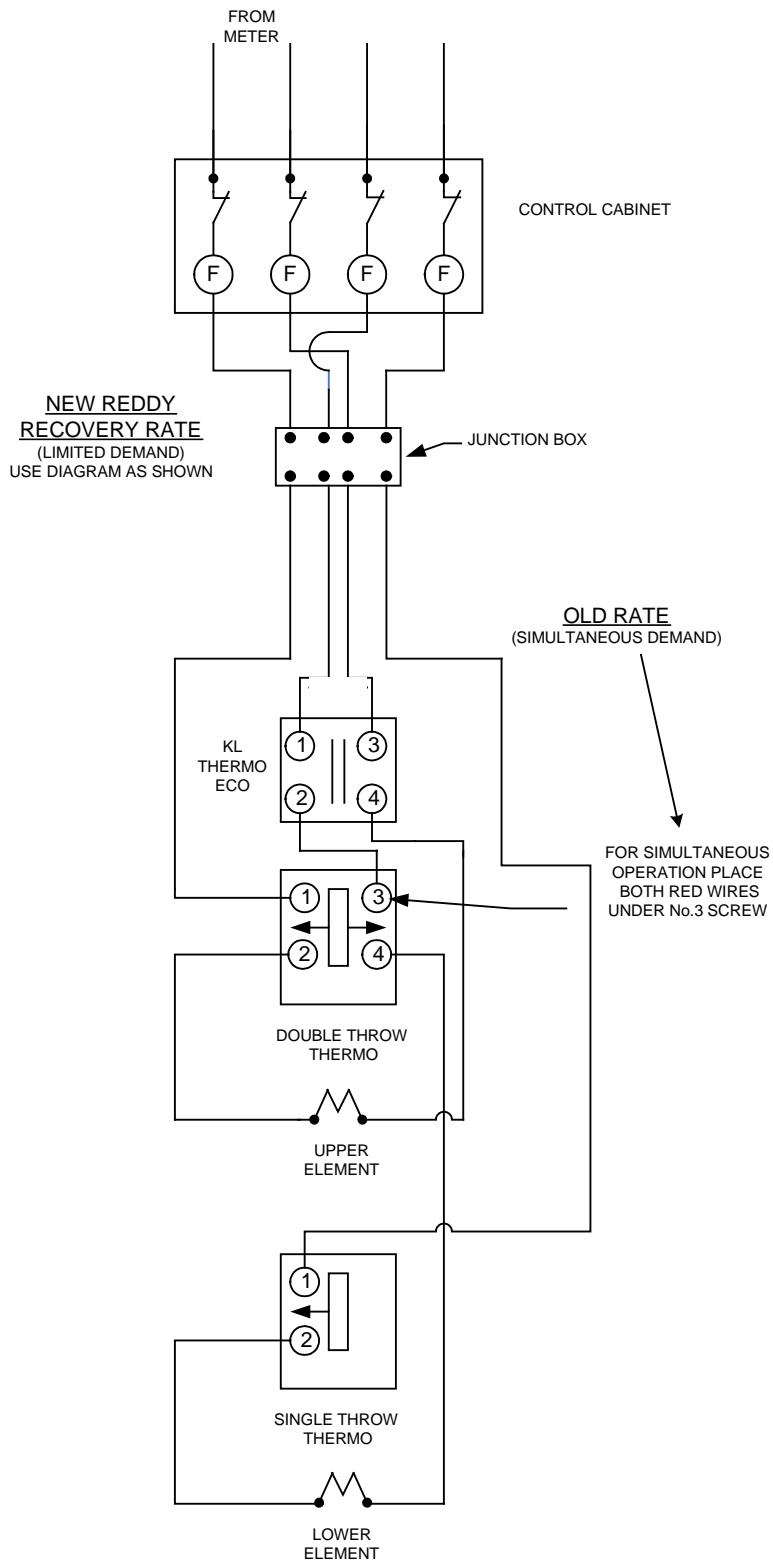 FROM
METER
CONTROL CABINET
F F F F
NEW REDDY
RECOVERY RATE
(LIMITED DEMAND)
USE DIAGRAM AS SHOWN
JUNCTION BOX
OLD RATE
(SIMULTANEOUS DEMAND)
KL
THERMO
ECO
1 3
2 4
FOR SIMULTANEOUS
OPERATION PLACE
BOTH RED WIRES
UNDER No.3 SCREW
1 3
2 4
DOUBLE THROW
THERMO
UPPER
ELEMENT
1
2
SINGLE THROW
THERMO
LOWER
ELEMENT